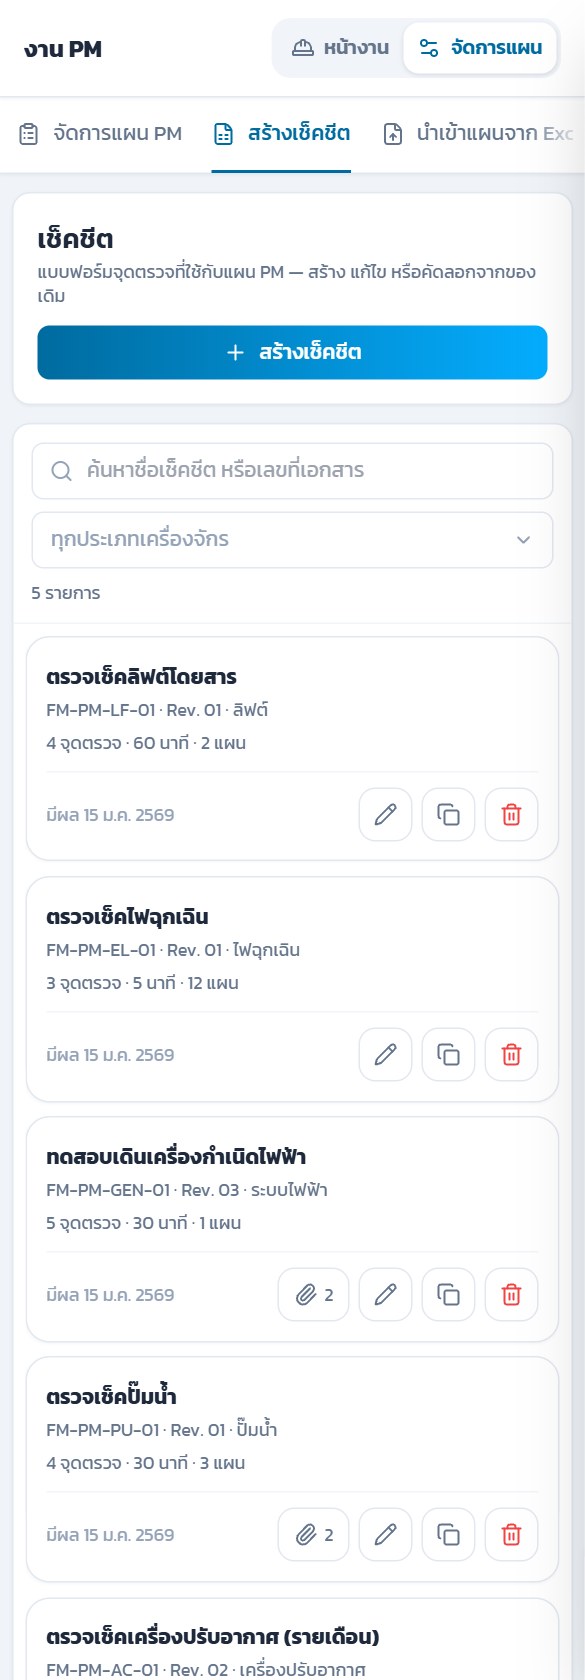 งาน PM
หน้างาน
จัดการแผน
จัดการแผน PM
สร้างเช็คชีต
นำเข้าแผนจาก Exc
เช็คชีต
แบบฟอร์มจุดตรวจที่ใช้กับแผน PM — สร้าง แก้ไข หรือคัดลอกจากของ
เดิม
สร้างเช็คชีต
ค้นหาชื่อเช็คชีต หรือเลขที่เอกสาร
ทุกประเภทเครื่องจักร
5 รายการ
ตรวจเช็คลิฟต์โดยสาร
FM-PM-LF-01 · Rev. 01 · ลิฟต์
4 จุดตรวจ · 60 นาที · 2 แผน
มีผล 15 ม.ค. 2569
ตรวจเช็คไฟฉุกเฉิน
FM-PM-EL-01 · Rev. 01 · ไฟฉุกเฉิน
3 จุดตรวจ · 5 นาที · 12 แผน
มีผล 15 ม.ค. 2569
ทดสอบเดินเครื่องกำเนิดไฟฟ้า
FM-PM-GEN-01 · Rev. 03 · ระบบไฟฟ้า
5 จุดตรวจ · 30 นาที · 1 แผน
มีผล 15 ม.ค. 2569
2
ตรวจเช็คปั๊มน้ำ
FM-PM-PU-01 · Rev. 01 · ปั๊มน้ำ
4 จุดตรวจ · 30 นาที · 3 แผน
มีผล 15 ม.ค. 2569
2
ตรวจเช็คเครื่องปรับอากาศ (รายเดือน)
FM-PM-AC-01 · Rev. 02 · เครื่องปรับอากาศ